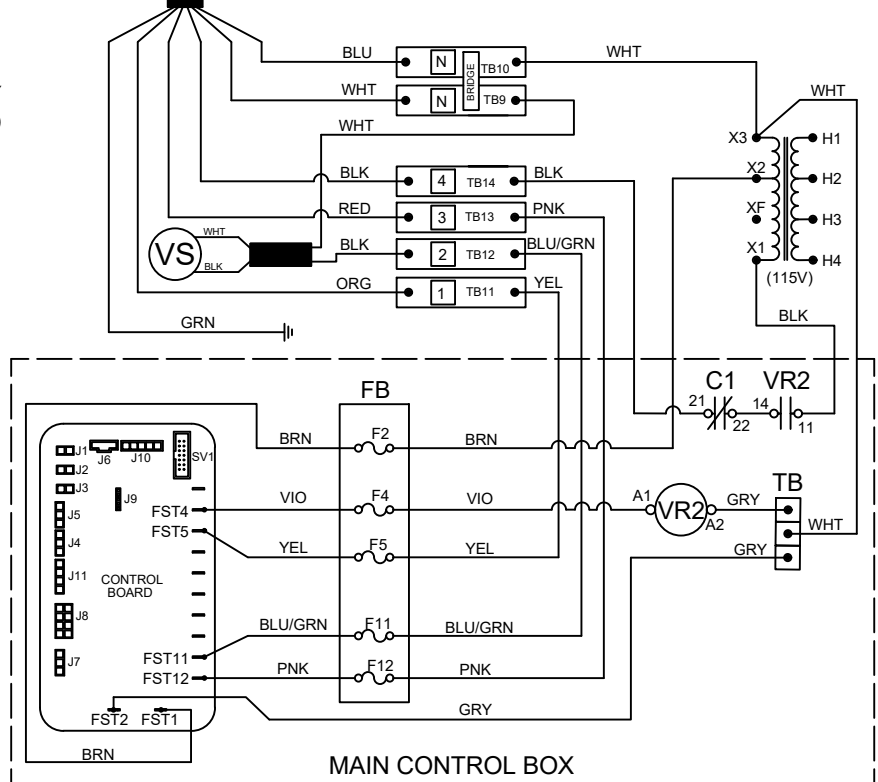 BLU
N
BRIDGE
TB10
WHT
WHT
N
TB9
WHT
WHT
X3
H1
BLK
4
TB14
BLK
X2
H2
RED
3
TB13
PNK
XF
H3
VS
WHT
BLK
BLK
2
TB12
BLU/GRN
X1
H4
(115V)
ORG
1
TB11
YEL
BLK
GRN
FB
C1
VR2
21
22
14
11
BRN
F2
BRN
J1
J2
J3
J5
J4
J11
J8
J7
J6
J10
SV1
J9
CONTROL
BOARD
FST4
VIO
F4
VIO
A1
VR2
A2
GRY
TB
WHT
FST5
YEL
F5
YEL
GRY
BLU/GRN
F11
BLU/GRN
FST11
FST12
PNK
F12
PNK
FST2
FST1
GRY
BRN
MAIN CONTROL BOX